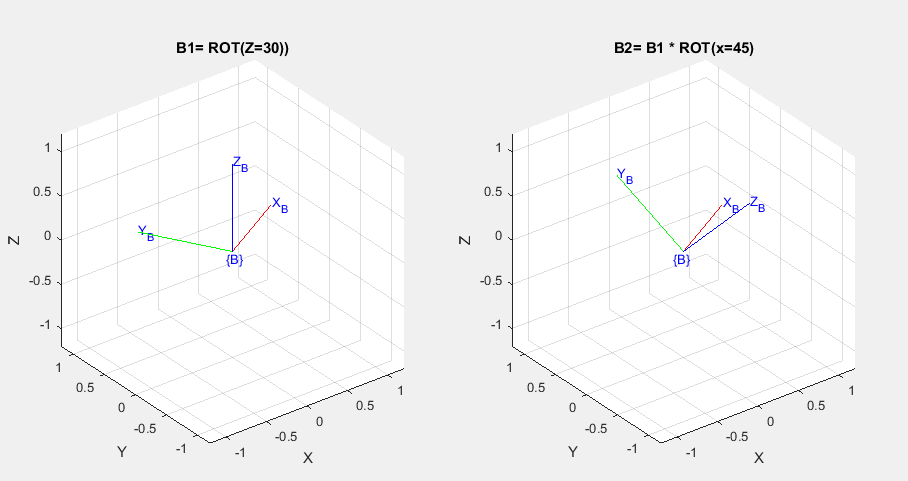 B1= ROT(Z=30))
1
0.5
0
-0.5
-1
Z
1
0.5
0
-0.5
-1
Y
-1
-0.5
0
0.5
1
X
Z_B
X_B
Y_B
{B}
B2= B1 * ROT(x=45)
1
0.5
0
-0.5
-1
Z
1
0.5
0
-0.5
-1
Y
-1
-0.5
0
0.5
1
X
Y_B
X_B
Z_B
{B}